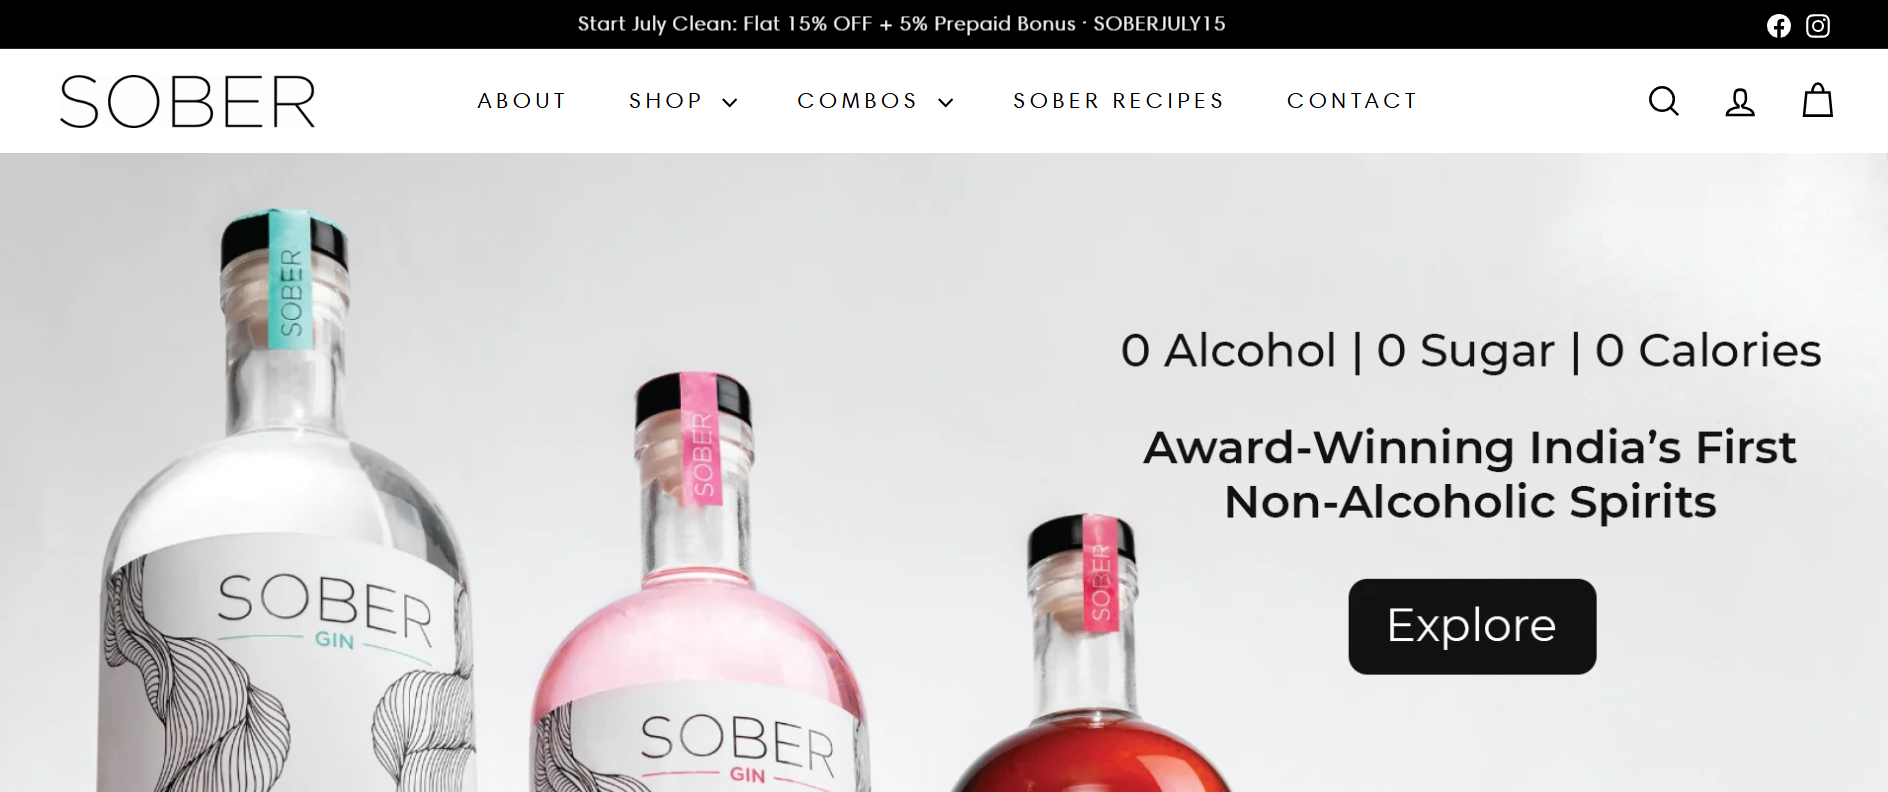 Start July Clean: Flat 15% OFF + 5% Prepaid Bonus · SOBERJULY15
SOBER
ABOUT
SHOP
COMBOS
SOBER RECIPES
CONTACT
SOBER
SOBER
SOBER
0 Alcohol | 0 Sugar | 0 Calories
Award-Winning India’s First
Non-Alcoholic Spirits
Explore
SOBER
GIN
SOBER
GIN